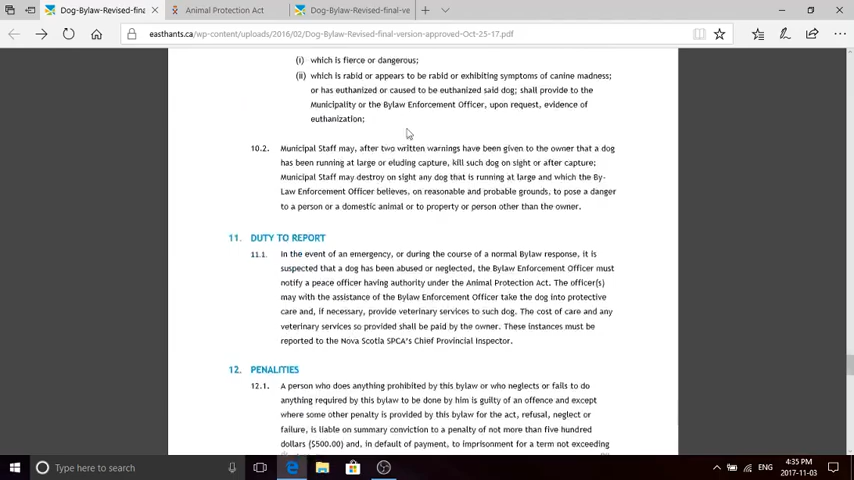 Dog-Bylaw-Revised-fina
Animal Protection Act
Dog-Bylaw-Revised-final-ve
easthants.ca/wp-content/uploads/2016/02/Dog-Bylaw-Revised-final-version-approved-Oct-25-17.pdf
(i) which is fierce or dangerous;
(ii) which is rabid or appears to be rabid or exhibiting symptoms of canine madness;
or has euthanized or caused to be euthanized said dog; shall provide to the
Municipality or the Bylaw Enforcement Officer, upon request, evidence of
euthanization;
10.2. Municipal Staff may, after two written warnings have been given to the owner that a dog
has been running at large or eluding capture, kill such dog on sight or after capture;
Municipal Staff may destroy on sight any dog that is running at large and which the By-
Law Enforcement Officer believes, on reasonable and probable grounds, to pose a danger
to a person or a domestic animal or to property or person other than the owner.
11. DUTY TO REPORT
11.1. In the event of an emergency, or during the course of a normal Bylaw response, it is
suspected that a dog has been abused or neglected, the Bylaw Enforcement Officer must
notify a peace officer having authority under the Animal Protection Act. The officer(s)
may with the assistance of the Bylaw Enforcement Officer take the dog into protective
care and, if necessary, provide veterinary services to such dog. The cost of care and any
veterinary services so provided shall be paid by the owner. These instances must be
reported to the Nova Scotia SPCA's Chief Provincial Inspector.
12. PENALITIES
12.1. A person who does anything prohibited by this bylaw or who neglects or fails to do
anything required by this bylaw to be done by him is guilty of an offence and except
where some other penalty is provided by this bylaw for the act, refusal, neglect or
failure, is liable on summary conviction to a penalty of not more than five hundred
dollars ($500.00) and, in default of payment, to imprisonment for a term not exceeding
Type here to search
ENG
4:35 PM
2017-11-03